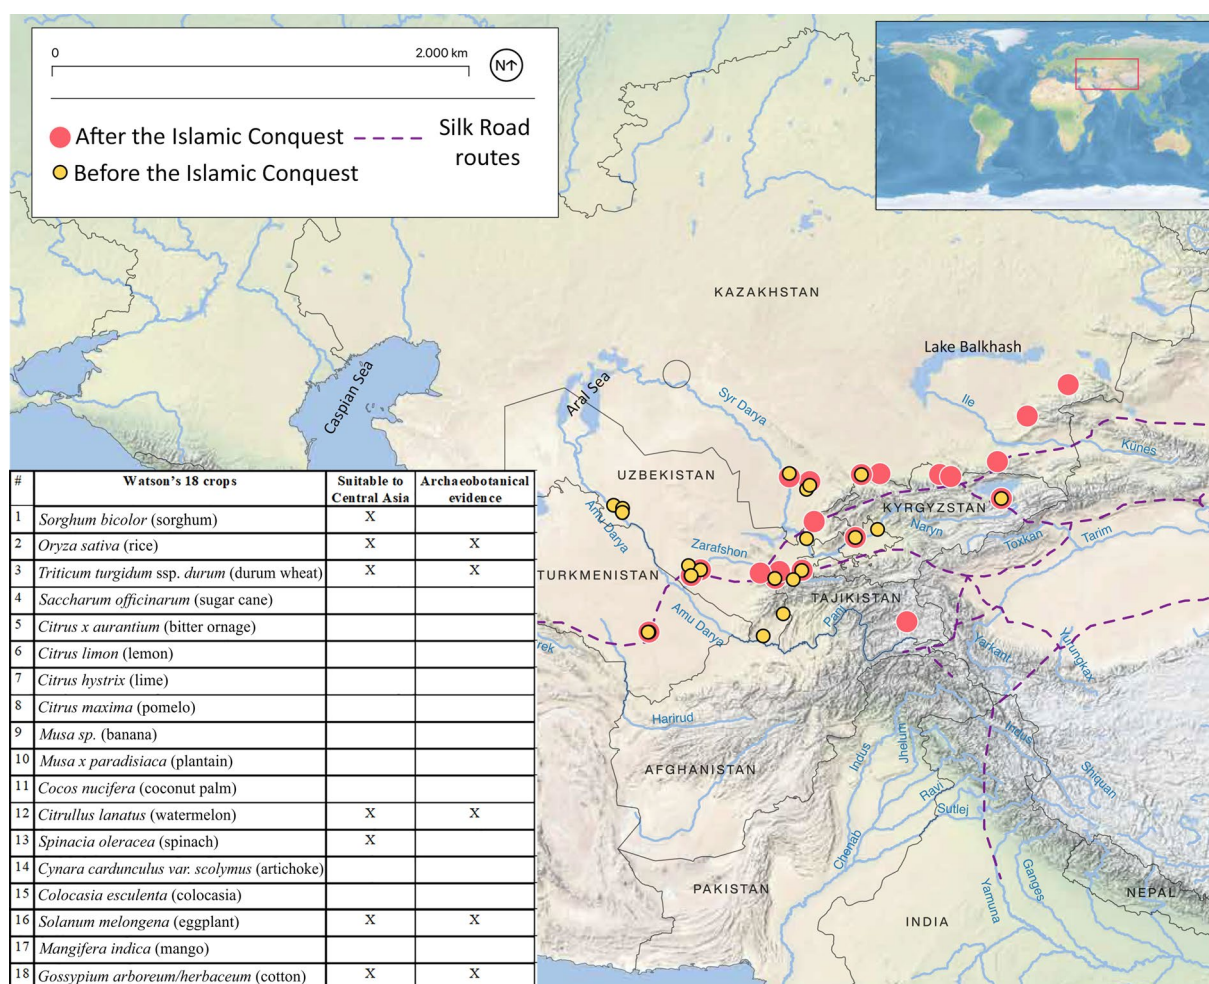 0 2.000 km
N↑
After the Islamic Conquest
Silk Road
routes
Before the Islamic Conquest
KAZAKHSTAN
Lake Balkhash
Caspian Sea
Aral Sea
Syr Darya
Ile
Künes
UZBEKISTAN
KYRGYZSTAN
Amu Darya
Naryn
Toxkan
Tarim
Zarafshon
TURKMENISTAN
TAJIKISTAN
Amu Darya
Panj
rek
Yarkant
Yurungkax
Harirud
Indus
Jhelum
Indus
AFGHANISTAN
Shiquan
Ravi
Sutlej
Chenab
PAKISTAN
Yamuna
Ganges
NEPAL
INDIA
# Watson's 18 crops Suitable to Central Asia Archaeobotanical evidence
1 Sorghum bicolor (sorghum) X
2 Oryza sativa (rice) X X
3 Triticum turgidum ssp. durum (durum wheat) X X
4 Saccharum officinarum (sugar cane)
5 Citrus x aurantium (bitter ornage)
6 Citrus limon (lemon)
7 Citrus hystrix (lime)
8 Citrus maxima (pomelo)
9 Musa sp. (banana)
10 Musa x paradisiaca (plantain)
11 Cocos nucifera (coconut palm)
12 Citrullus lanatus (watermelon) X X
13 Spinacia oleracea (spinach) X
14 Cynara cardunculus var. scolymus (artichoke)
15 Colocasia esculenta (colocasia)
16 Solanum melongena (eggplant) X X
17 Mangifera indica (mango)
18 Gossypium arboreum/herbaceum (cotton) X X